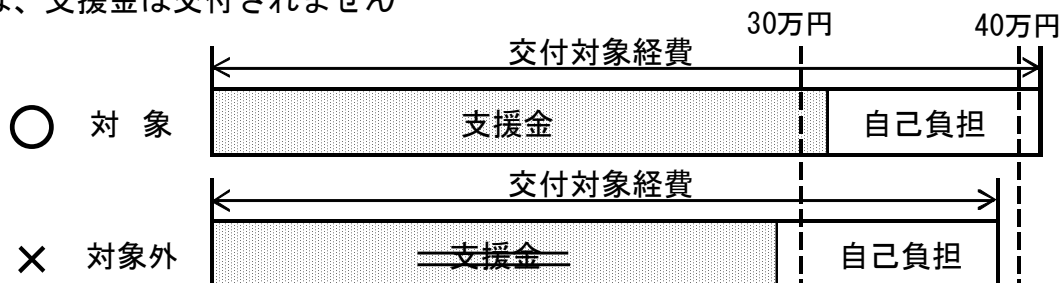 は、支援金は交付されません
30万円 40万円
交付対象経費
○ 対 象 支援金 自己負担
交付対象経費
× 対象外 支援金 自己負担